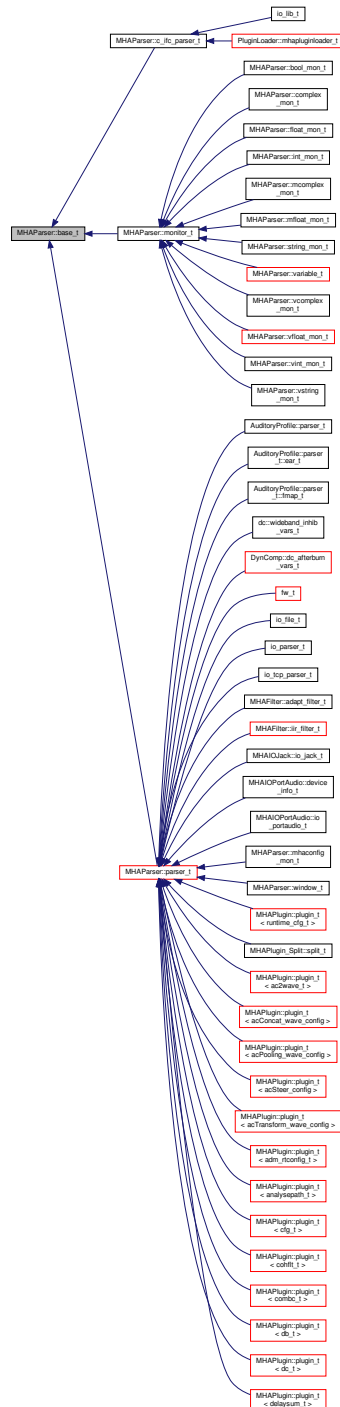 io_lib_t
MHAParser::c_ifc_parser_t
PluginLoader::mhapluginloader_t
MHAParser::bool_mon_t
MHAParser::complex
_mon_t
MHAParser::float_mon_t
MHAParser::int_mon_t
MHAParser::mcomplex
_mon_t
MHAParser::mfloat_mon_t
MHAParser::base_t
MHAParser::monitor_t
MHAParser::string_mon_t
MHAParser::variable_t
MHAParser::vcomplex
_mon_t
MHAParser::vfloat_mon_t
MHAParser::vint_mon_t
MHAParser::vstring
_mon_t
AuditoryProfile::parser_t
AuditoryProfile::parser
_t::ear_t
AuditoryProfile::parser
_t::fmap_t
dc::wideband_inhib
_vars_t
DynComp::dc_afterburn
_vars_t
fw_t
io_file_t
io_parser_t
io_tcp_parser_t
MHAFilter::adapt_filter_t
MHAFilter::iir_filter_t
MHAIOJack::io_jack_t
MHAIOPortAudio::device
_info_t
MHAIOPortAudio::io
_portaudio_t
MHAParser::mhaconfig
_mon_t
MHAParser::parser_t
MHAParser::window_t
MHAPlugin::plugin_t
< runtime_cfg_t >
MHAPlugin_Split::split_t
MHAPlugin::plugin_t
< ac2wave_t >
MHAPlugin::plugin_t
< acConcat_wave_config >
MHAPlugin::plugin_t
< acPooling_wave_config >
MHAPlugin::plugin_t
< acSteer_config >
MHAPlugin::plugin_t
< acTransform_wave_config >
MHAPlugin::plugin_t
< adm_rtconfig_t >
MHAPlugin::plugin_t
< analysepath_t >
MHAPlugin::plugin_t
< cfg_t >
MHAPlugin::plugin_t
< cohflt_t >
MHAPlugin::plugin_t
< combc_t >
MHAPlugin::plugin_t
< db_t >
MHAPlugin::plugin_t
< dc_t >
MHAPlugin::plugin_t
< delaysum_t >